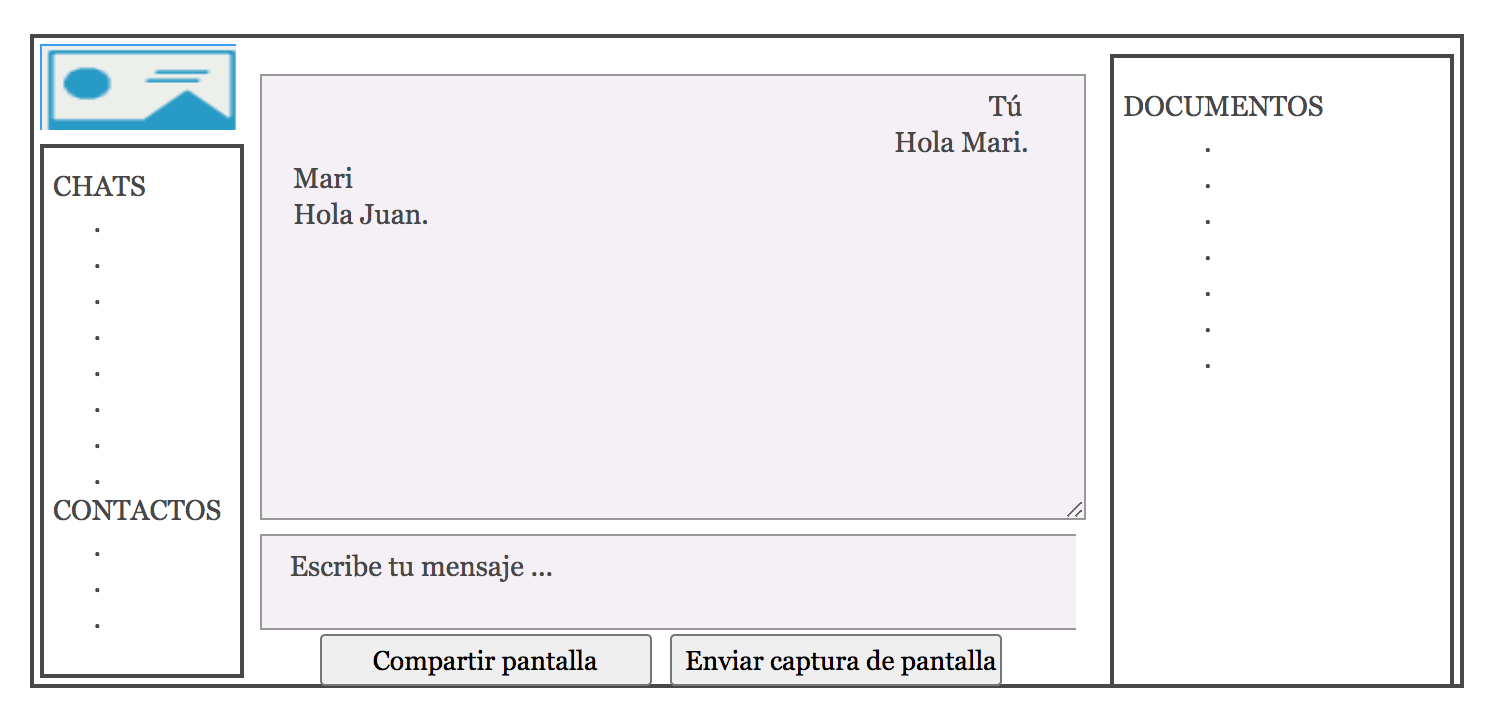 CHATS
.
.
.
.
.
.
.
.
CONTACTOS
.
.
.
Tú
Hola Mari.
Mari
Hola Juan.
Escribe tu mensaje ...
Compartir pantalla
Enviar captura de pantalla
DOCUMENTOS
.
.
.
.
.
.
.